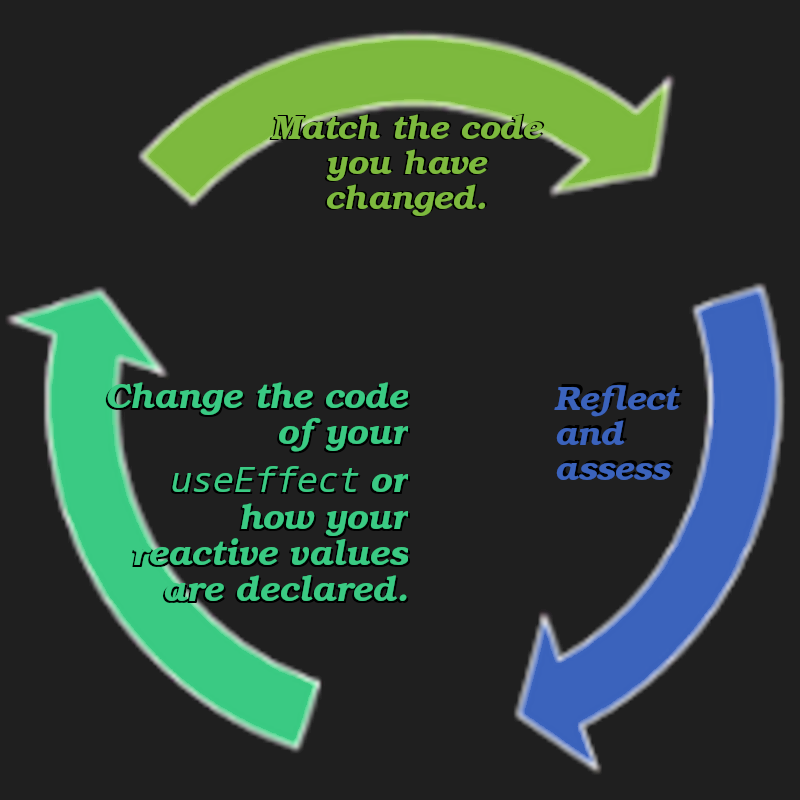 Match the code
you have
changed.
Reflect
and
assess
Change the code
of your
useEffect or
how your
reactive values
are declared.